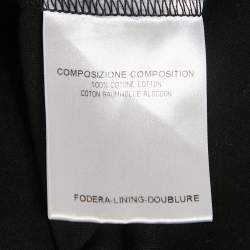 COMPOSIZIONE-COMPOSITION
100% COTONE COTTON
COTON BAUMWOLLE ALGODON
FODERA-LINING-DOUBLURE